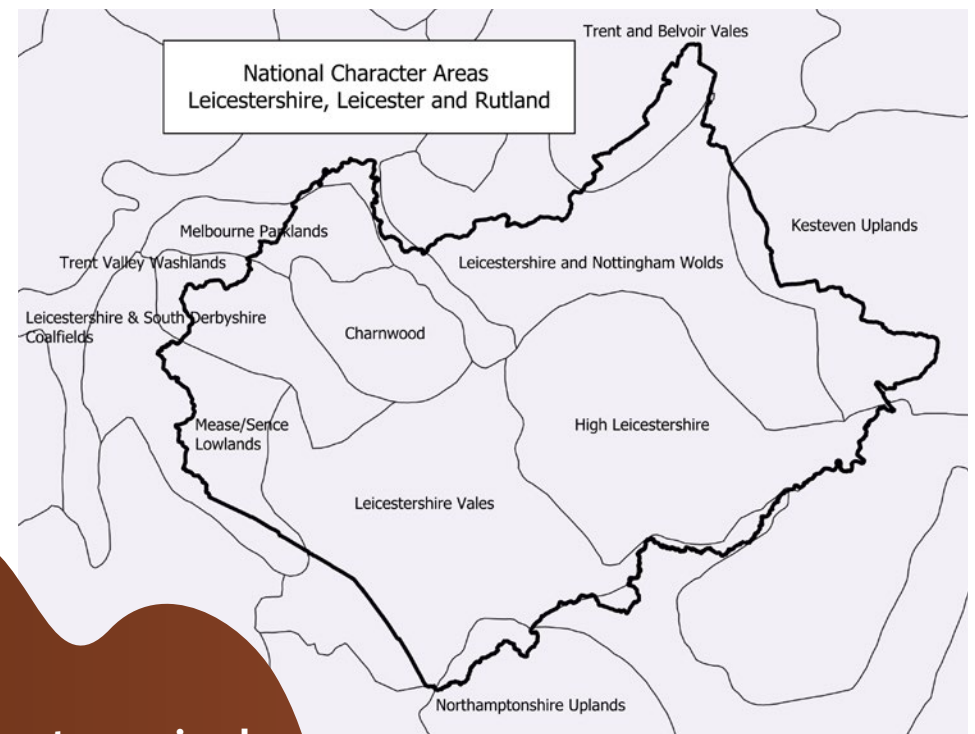 Trent and Belvoir Vales
National Character Areas
Leicestershire, Leicester and Rutland
Kesteven Uplands
Melbourne Parklands
Trent Valley Washlands
Leicestershire and Nottingham Wolds
Leicestershire & South Derbyshire
Coalfields
Charnwood
Mease/Sence
Lowlands
High Leicestershire
Leicestershire Vales
Northamptonshire Uplands